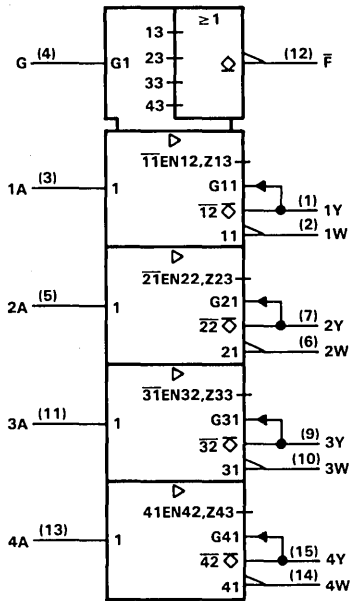 ≥1
13
G (4) G1 23 (12) F̅
33
43
1̅1̅EN12,Z13
1A (3) 1 G11
1̅2̅ (1) 1Y
11 (2) 1W
2̅1̅EN22,Z23
2A (5) 1 G21
2̅2̅ (7) 2Y
21 (6) 2W
3̅1̅EN32,Z33
3A (11) 1 G31
3̅2̅ (9) 3Y
31 (10) 3W
41EN42,Z43
4A (13) 1 G41
4̅2̅ (15) 4Y
41 (14) 4W